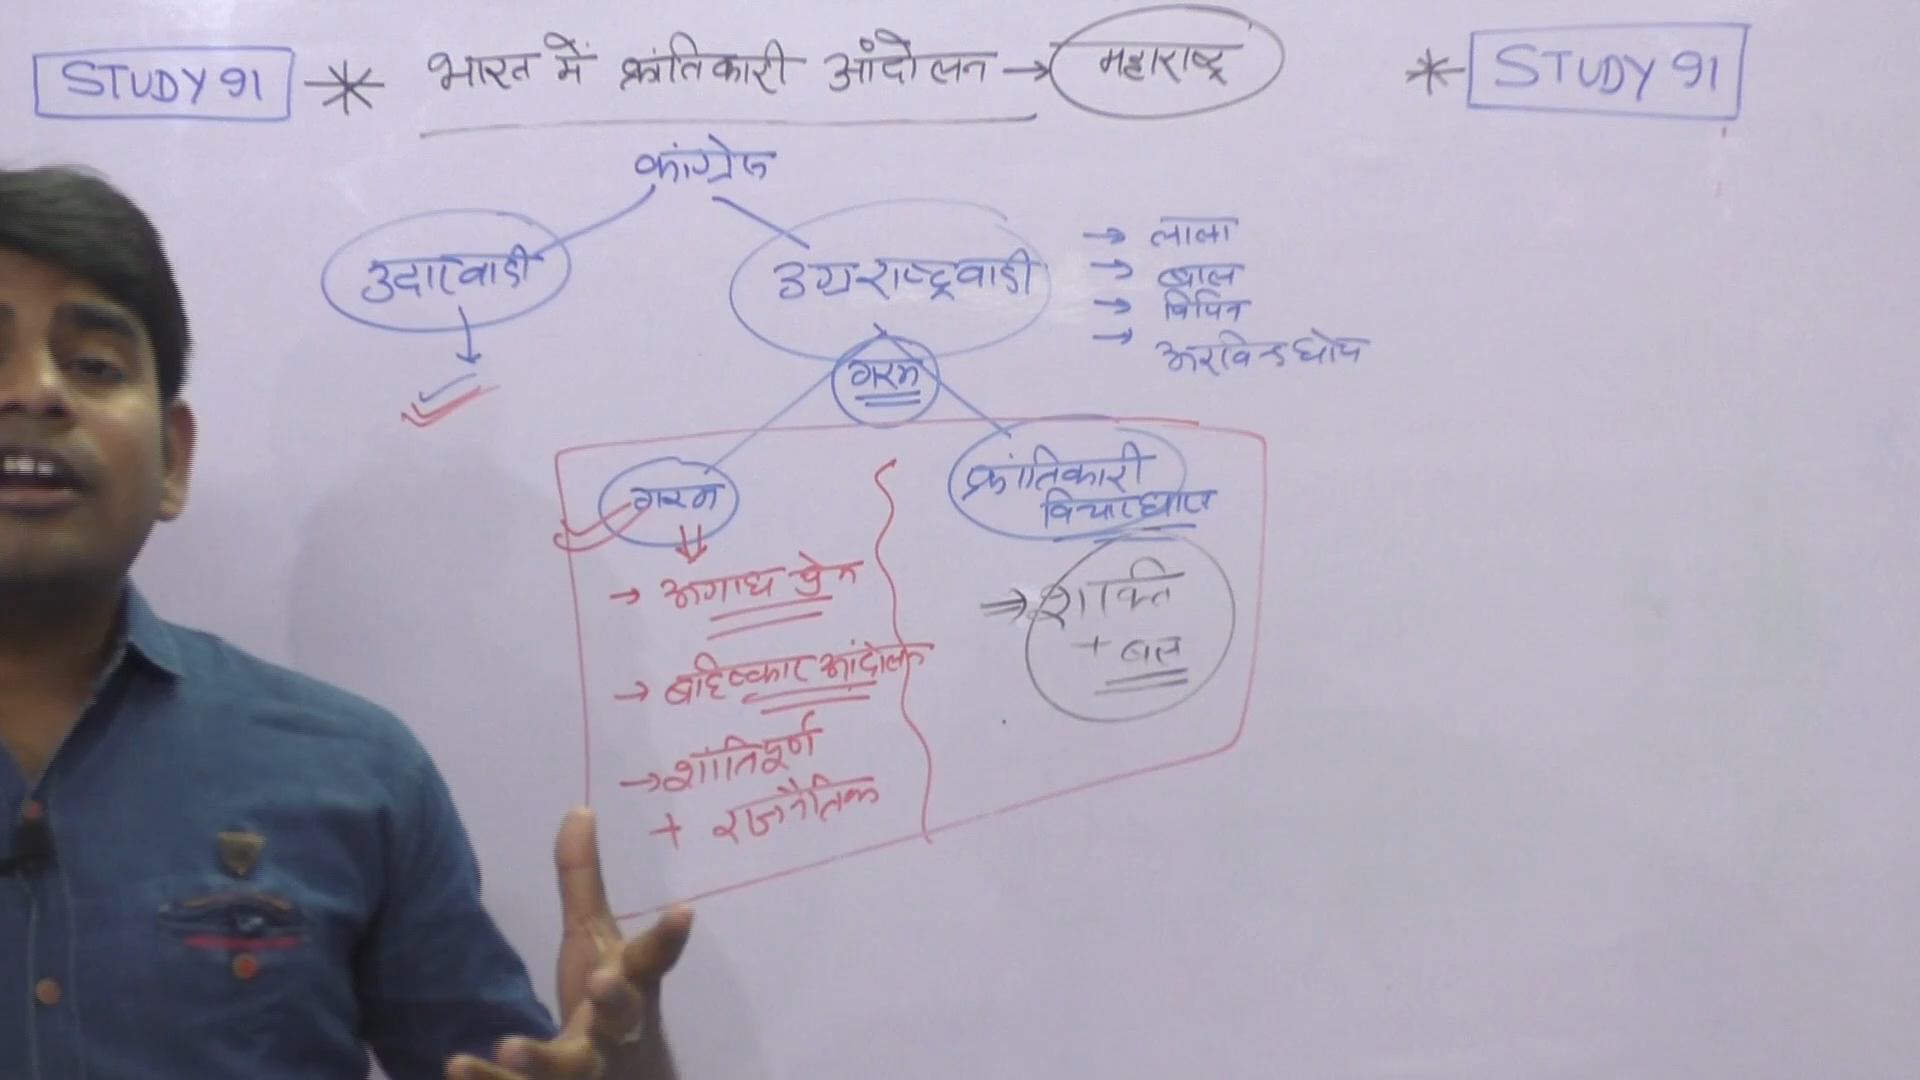 STUDY 91
भारत में क्रांतिकारी आंदोलन → महाराष्ट्र
STUDY 91
कांग्रेस
उदारवादी
उग्रराष्ट्रवादी
→ लाला
→ बाल
→ विपिन
→ अरविन्द घोष
गरम
गरम
→ अगाध प्रेम
→ बहिष्कार आंदोलन
→ शांतिपूर्ण
+ राजनैतिक
क्रांतिकारी
विचारधारा
⇒ शक्ति
+ बल